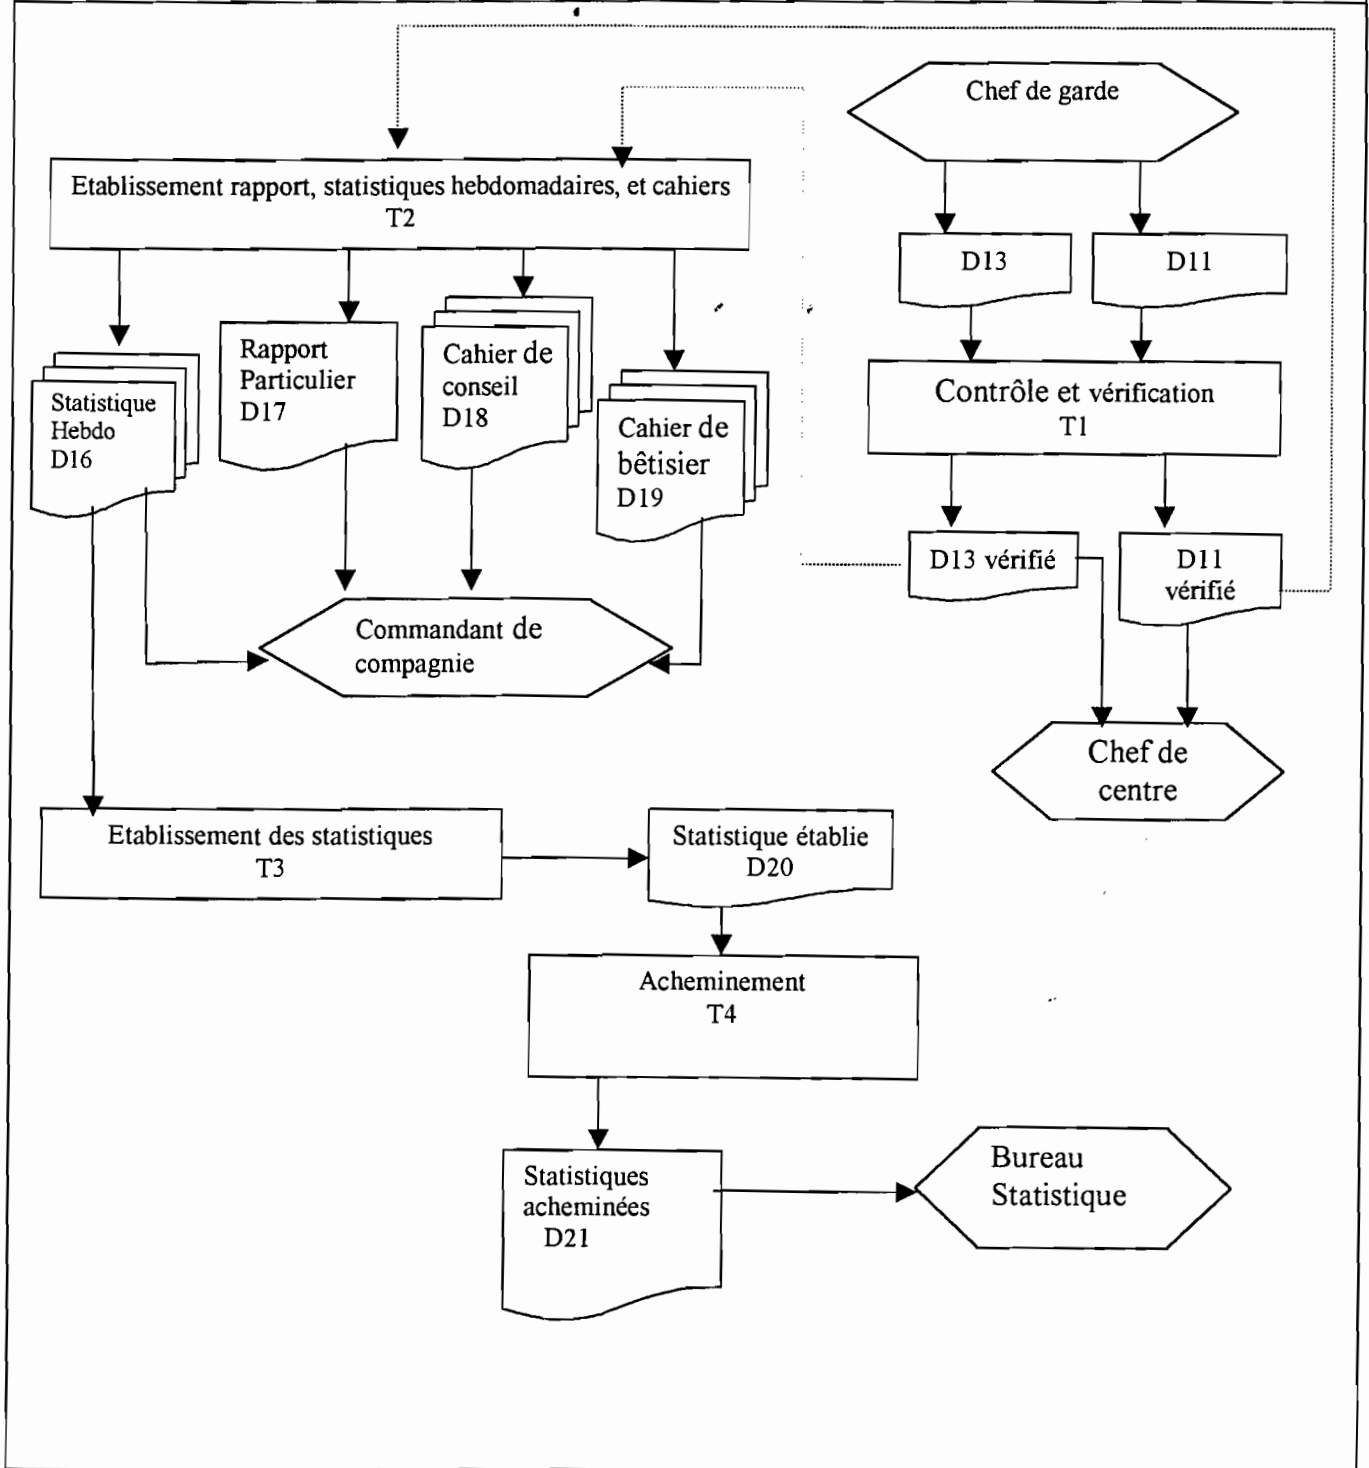 Chef de garde
Etablissement rapport, statistiques hebdomadaires, et cahiers
T2
D13
D11
Rapport
Particulier
D17
Cahier de
conseil
D18
Statistique
Hebdo
D16
Cahier de
bêtisier
D19
Contrôle et vérification
T1
D13 vérifié
D11
vérifié
Commandant de
compagnie
Chef de
centre
Etablissement des statistiques
T3
Statistique établie
D20
Acheminement
T4
Statistiques
acheminées
D21
Bureau
Statistique